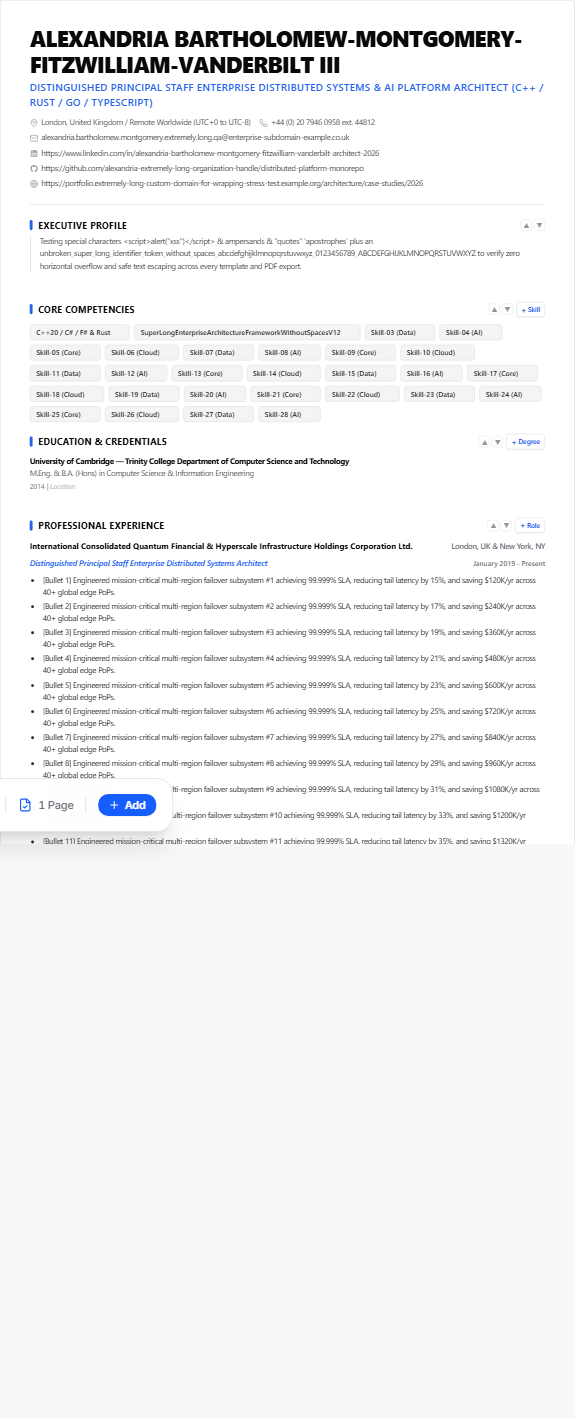 ALEXANDRIA BARTHOLOMEW-MONTGOMERY-
FITZWILLIAM-VANDERBILT III
DISTINGUISHED PRINCIPAL STAFF ENTERPRISE DISTRIBUTED SYSTEMS & AI PLATFORM ARCHITECT (C++ /
RUST / GO / TYPESCRIPT)
London, United Kingdom / Remote Worldwide (UTC+0 to UTC-8) +44 (0) 20 7946 0958 ext. 44812
alexandria.bartholomew.montgomery.extremely.long.qa@enterprise-subdomain-example.co.uk
https://www.linkedin.com/in/alexandria-bartholomew-montgomery-fitzwilliam-vanderbilt-architect-2026
https://github.com/alexandria-extremely-long-organization-handle/distributed-platform-monorepo
https://portfolio.extremely-long-custom-domain-for-wrapping-stress-test.example.org/architecture/case-studies/2026
EXECUTIVE PROFILE ▲ ▼
Testing special characters <script>alert("xss")</script> & ampersands & "quotes" 'apostrophes' plus an
unbroken_super_long_identifier_token_without_spaces_abcdefghijklmnopqrstuvwxyz_0123456789_ABCDEFGHIJKLMNOPQRSTUVWXYZ to verify zero
horizontal overflow and safe text escaping across every template and PDF export.
CORE COMPETENCIES ▲ ▼ + Skill
C++20 / C# / F# & Rust SuperLongEnterpriseArchitectureFrameworkWithoutSpacesV12 Skill-03 (Data) Skill-04 (AI)
Skill-05 (Core) Skill-06 (Cloud) Skill-07 (Data) Skill-08 (AI) Skill-09 (Core) Skill-10 (Cloud)
Skill-11 (Data) Skill-12 (AI) Skill-13 (Core) Skill-14 (Cloud) Skill-15 (Data) Skill-16 (AI) Skill-17 (Core)
Skill-18 (Cloud) Skill-19 (Data) Skill-20 (AI) Skill-21 (Core) Skill-22 (Cloud) Skill-23 (Data) Skill-24 (AI)
Skill-25 (Core) Skill-26 (Cloud) Skill-27 (Data) Skill-28 (AI)
EDUCATION & CREDENTIALS ▲ ▼ + Degree
University of Cambridge — Trinity College Department of Computer Science and Technology
M.Eng. & B.A. (Hons) in Computer Science & Information Engineering
2014 | Location
PROFESSIONAL EXPERIENCE ▲ ▼ + Role
International Consolidated Quantum Financial & Hyperscale Infrastructure Holdings Corporation Ltd. London, UK & New York, NY
Distinguished Principal Staff Enterprise Distributed Systems Architect January 2019 - Present
• [Bullet 1] Engineered mission-critical multi-region failover subsystem #1 achieving 99.999% SLA, reducing tail latency by 15%, and saving $120K/yr across
40+ global edge PoPs.
• [Bullet 2] Engineered mission-critical multi-region failover subsystem #2 achieving 99.999% SLA, reducing tail latency by 17%, and saving $240K/yr across
40+ global edge PoPs.
• [Bullet 3] Engineered mission-critical multi-region failover subsystem #3 achieving 99.999% SLA, reducing tail latency by 19%, and saving $360K/yr across
40+ global edge PoPs.
• [Bullet 4] Engineered mission-critical multi-region failover subsystem #4 achieving 99.999% SLA, reducing tail latency by 21%, and saving $480K/yr across
40+ global edge PoPs.
• [Bullet 5] Engineered mission-critical multi-region failover subsystem #5 achieving 99.999% SLA, reducing tail latency by 23%, and saving $600K/yr across
40+ global edge PoPs.
• [Bullet 6] Engineered mission-critical multi-region failover subsystem #6 achieving 99.999% SLA, reducing tail latency by 25%, and saving $720K/yr across
40+ global edge PoPs.
• [Bullet 7] Engineered mission-critical multi-region failover subsystem #7 achieving 99.999% SLA, reducing tail latency by 27%, and saving $840K/yr across
40+ global edge PoPs.
• [Bullet 8] Engineered mission-critical multi-region failover subsystem #8 achieving 99.999% SLA, reducing tail latency by 29%, and saving $960K/yr across
40+ global edge PoPs.
multi-region failover subsystem #9 achieving 99.999% SLA, reducing tail latency by 31%, and saving $1080K/yr across
1 Page + Add
multi-region failover subsystem #10 achieving 99.999% SLA, reducing tail latency by 33%, and saving $1200K/yr
• [Bullet 11] Engineered mission-critical multi-region failover subsystem #11 achieving 99.999% SLA, reducing tail latency by 35%, and saving $1320K/yr